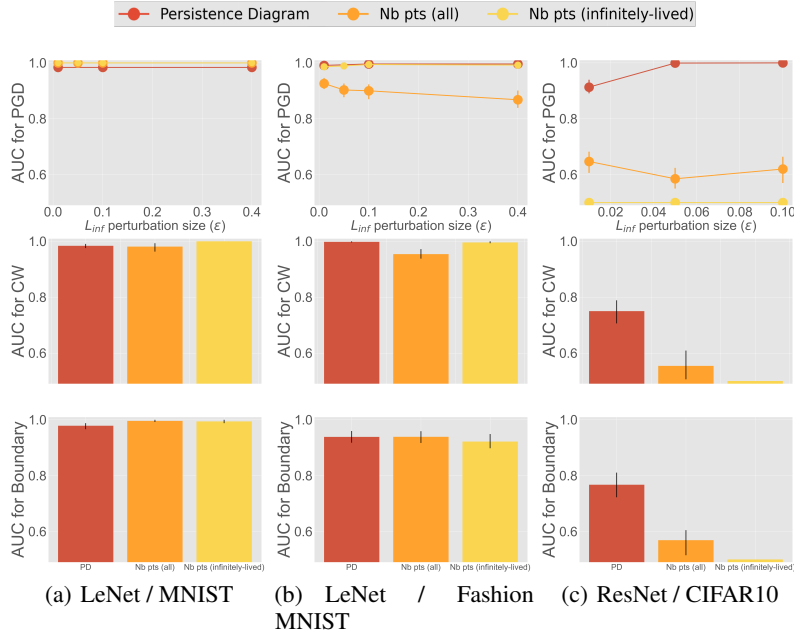 Persistence Diagram Nb pts (all) Nb pts (infinitely-lived)
AUC for PGD 1.0 0.8 0.6
0.0 0.1 0.2 0.3 0.4
L_inf perturbation size (ε)
AUC for PGD 1.0 0.8 0.6
0.0 0.1 0.2 0.3 0.4
L_inf perturbation size (ε)
AUC for PGD 1.0 0.8 0.6
0.02 0.04 0.06 0.08 0.10
L_inf perturbation size (ε)
AUC for CW 1.0 0.8 0.6
AUC for CW 1.0 0.8 0.6
AUC for CW 1.0 0.8 0.6
AUC for Boundary 1.0 0.8 0.6
PD Nb pts (all) Nb pts (infinitely-lived)
AUC for Boundary 1.0 0.8 0.6
PD Nb pts (all) Nb pts (infinitely-lived)
AUC for Boundary 1.0 0.8 0.6
PD Nb pts (all) Nb pts (infinitely-lived)
(a) LeNet / MNIST
(b) LeNet / Fashion
MNIST
(c) ResNet / CIFAR10